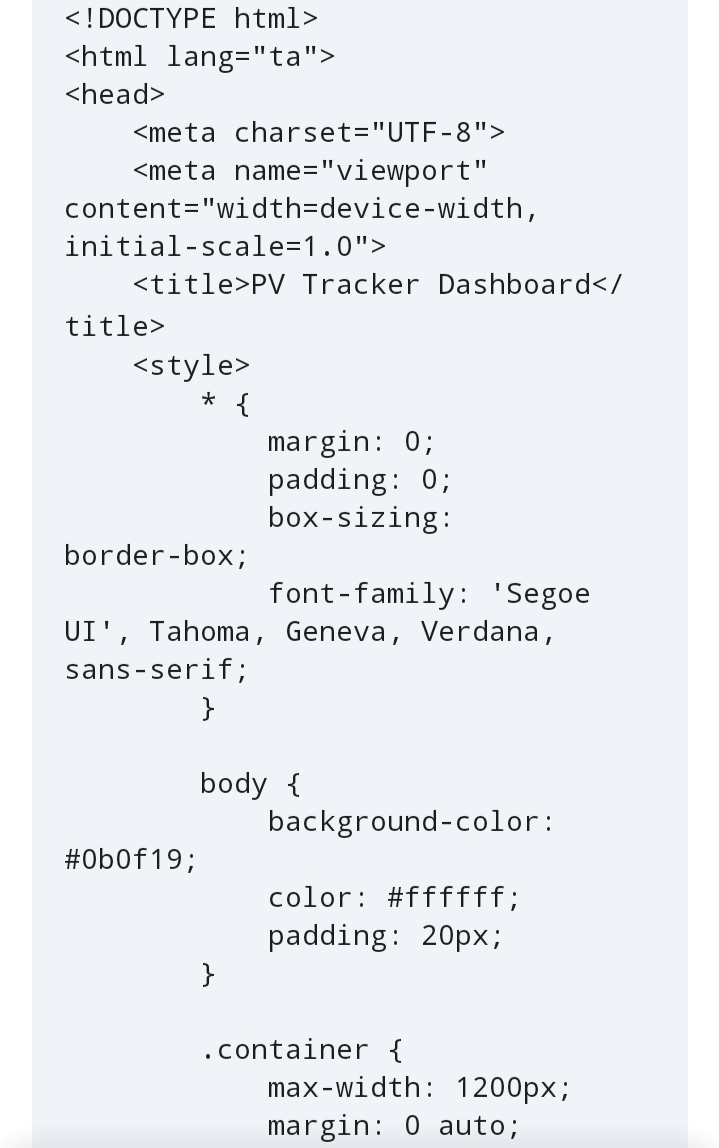 <!DOCTYPE html>
<html lang="ta">
<head>
    <meta charset="UTF-8">
    <meta name="viewport"
content="width=device-width,
initial-scale=1.0">
    <title>PV Tracker Dashboard</
title>
    <style>
        * {
            margin: 0;
            padding: 0;
            box-sizing:
border-box;
            font-family: 'Segoe
UI', Tahoma, Geneva, Verdana,
sans-serif;
        }

        body {
            background-color:
#0b0f19;
            color: #ffffff;
            padding: 20px;
        }

        .container {
            max-width: 1200px;
            margin: 0 auto;